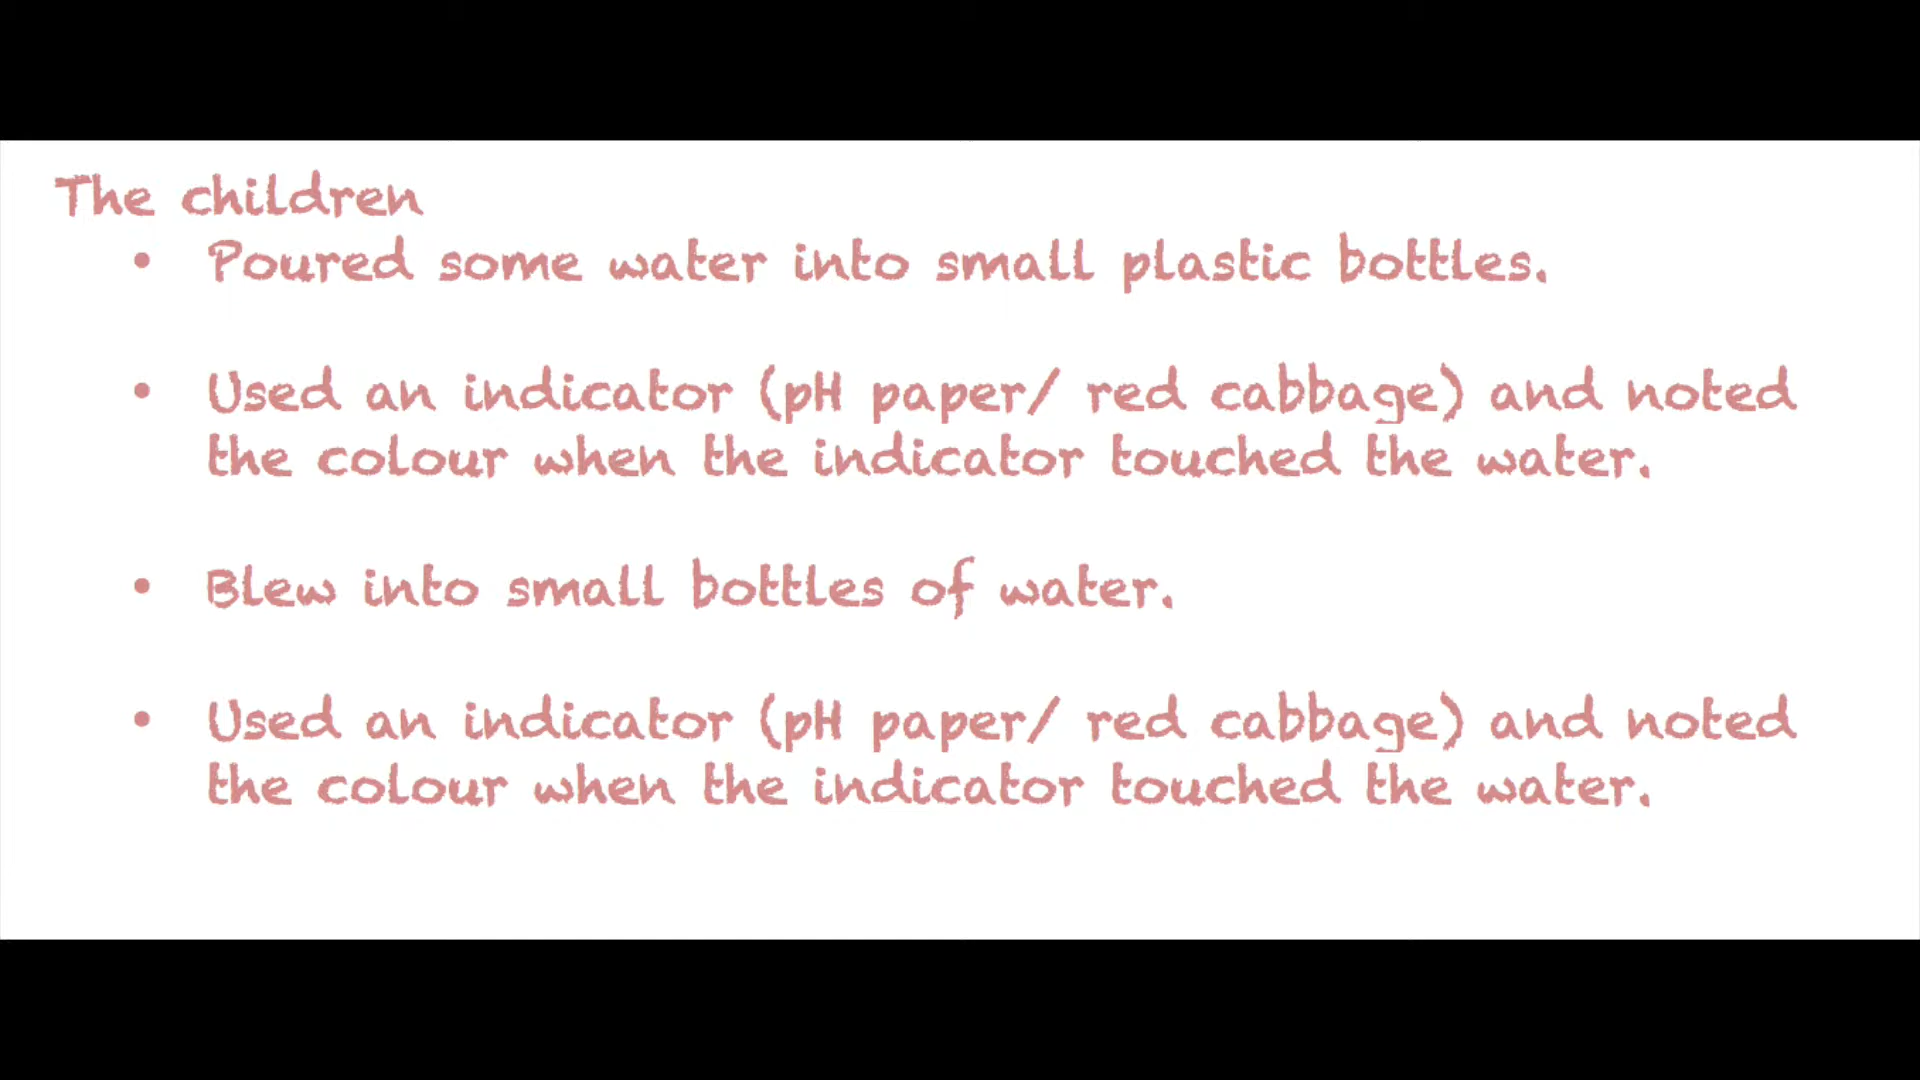 The children
• Poured some water into small plastic bottles.
• Used an indicator (pH paper/ red cabbage) and noted
the colour when the indicator touched the water.
• Blew into small bottles of water.
• Used an indicator (pH paper/ red cabbage) and noted
the colour when the indicator touched the water.